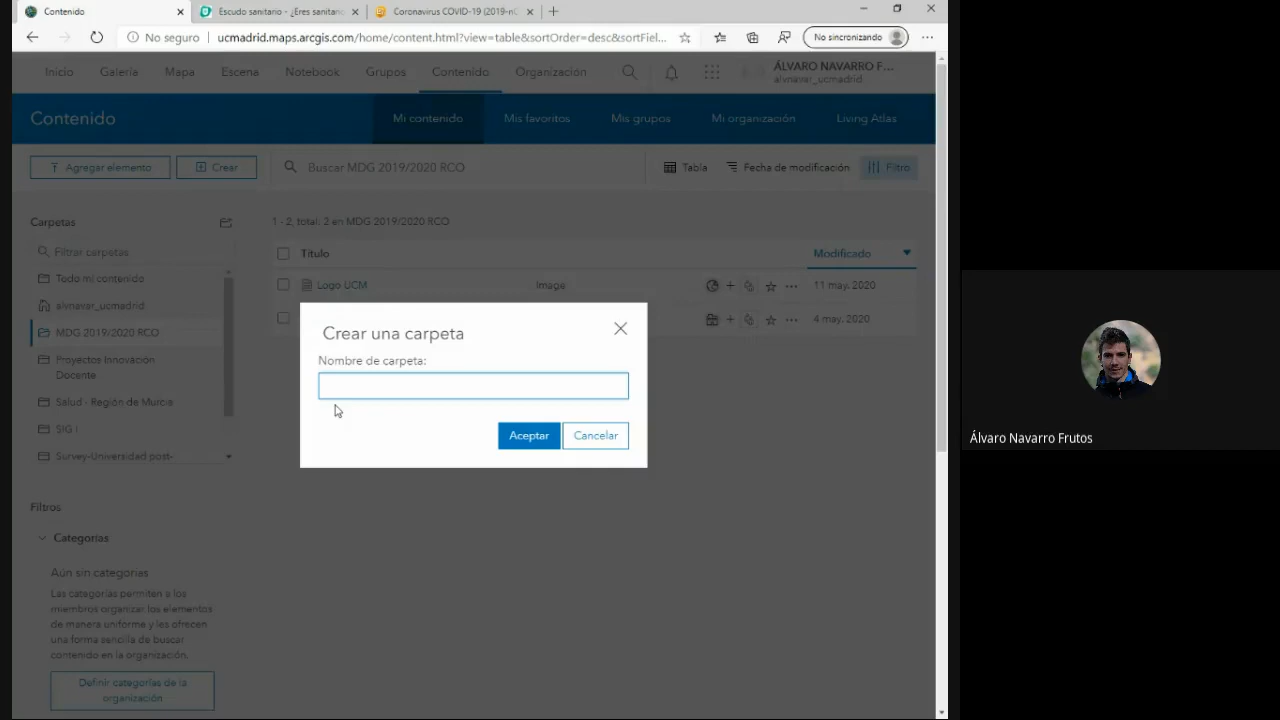 Contenido
Escudo sanitario - ¿Eres sanitario
Coronavirus COVID-19 (2019-nC
No seguro
ucmadrid.maps.arcgis.com/home/content.html?view=table&sortOrder=desc&sortFiel...
No sincronizando
Inicio
Galería
Mapa
Escena
Notebook
Grupos
Contenido
Organización
ÁLVARO NAVARRO F...
alvnavar_ucmadrid
Contenido
Mi contenido
Mis favoritos
Mis grupos
Mi organización
Living Atlas
Agregar elemento
Crear
Buscar MDG 2019/2020 RCO
Tabla
Fecha de modificación
Filtro
Carpetas
1 - 2, total: 2 en MDG 2019/2020 RCO
Filtrar carpetas
Título
Modificado
Todo mi contenido
Logo UCM
Image
11 may. 2020
alvnavar_ucmadrid
4 may. 2020
MDG 2019/2020 RCO
Crear una carpeta
Nombre de carpeta:
Proyectos Innovación
Docente
Salud - Región de Murcia
SIG I
Aceptar
Cancelar
Álvaro Navarro Frutos
Survey-Universidad post-
Filtros
Categorías
Aún sin categorías
Las categorías permiten a los
miembros organizar los elementos
de manera uniforme y les ofrecen
una forma sencilla de buscar
contenido en la organización.
Definir categorías de la
organización